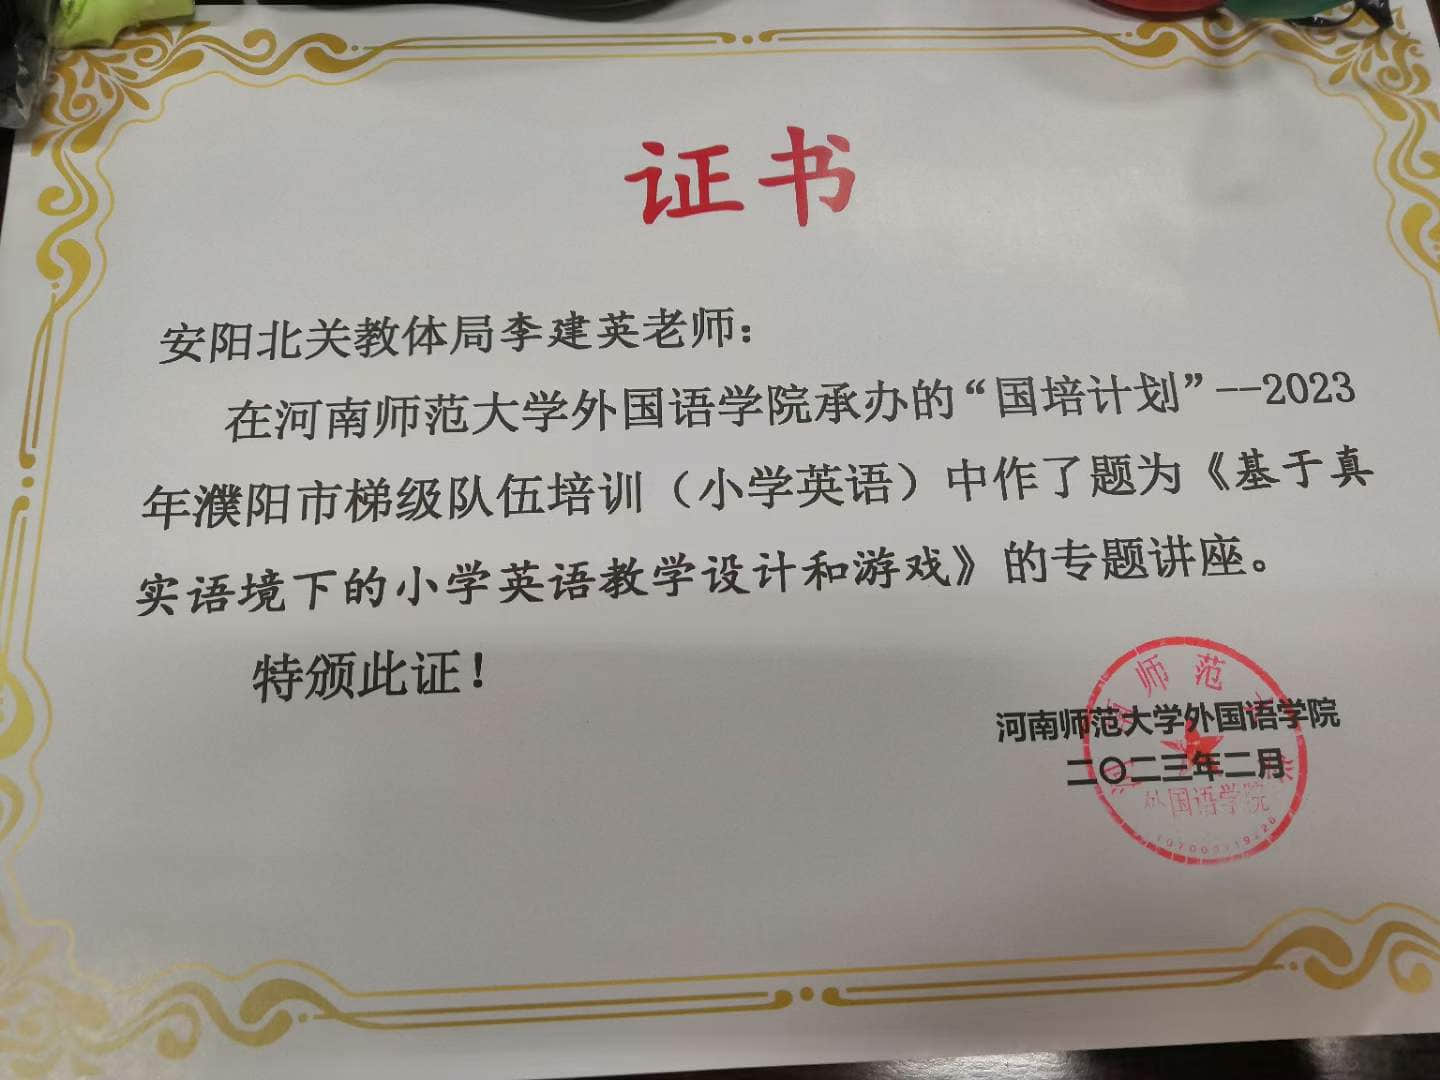 证书
安阳北关教体局李建英老师：
在河南师范大学外国语学院承办的“国培计划”--2023
年濮阳市梯级队伍培训（小学英语）中作了题为《基于真
实语境下的小学英语教学设计和游戏》的专题讲座。
特颁此证！
河南师范大学外国语学院
二〇二三年二月
外国语学院